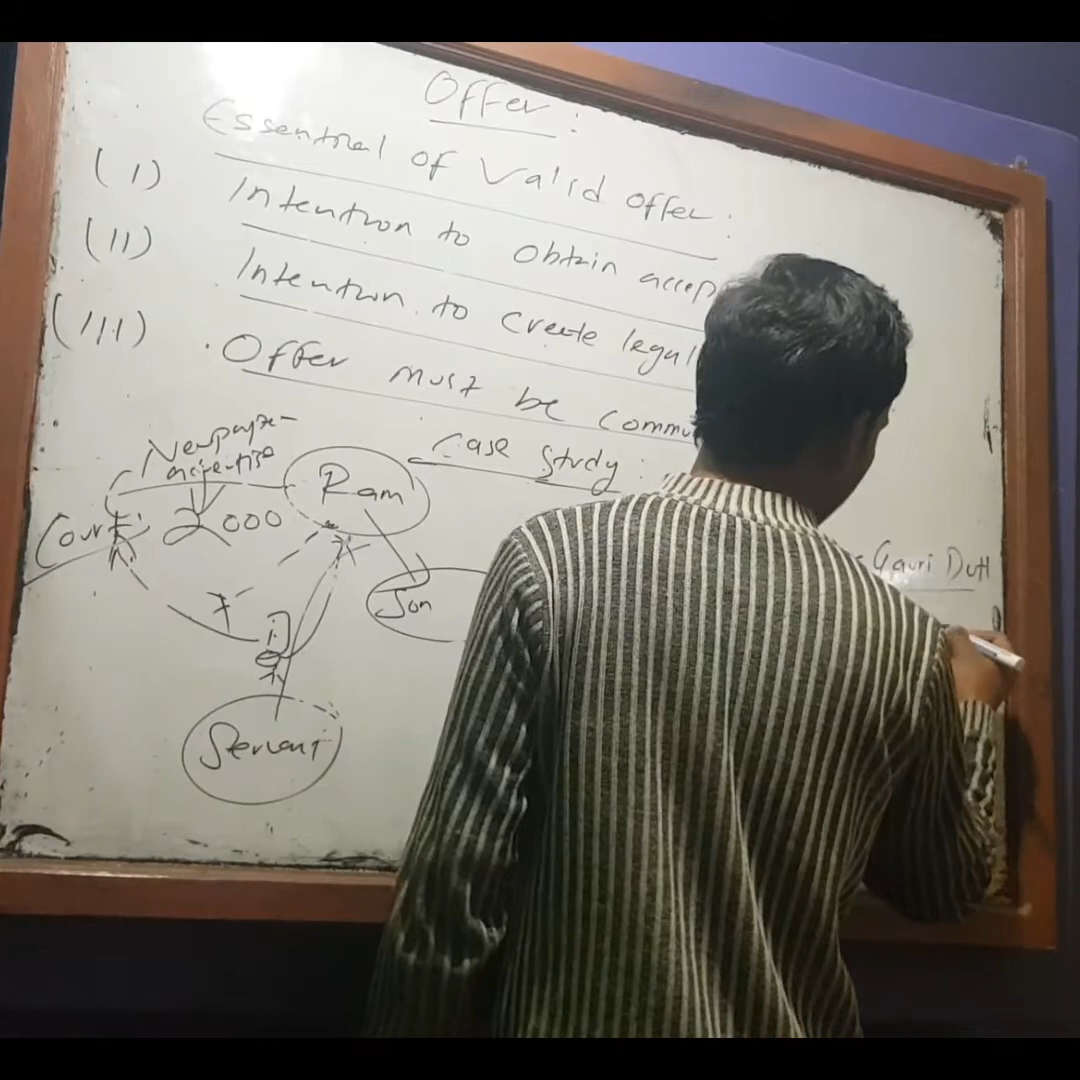 Offer:
Essential of Valid offer:
(I) Intention to obtain accep
(II) Intention to create legal
(III) Offer must be commu
Case Study:
Newpaper
advertise
Ram
Court:
2000
Son
Servant
Gauri Dutt